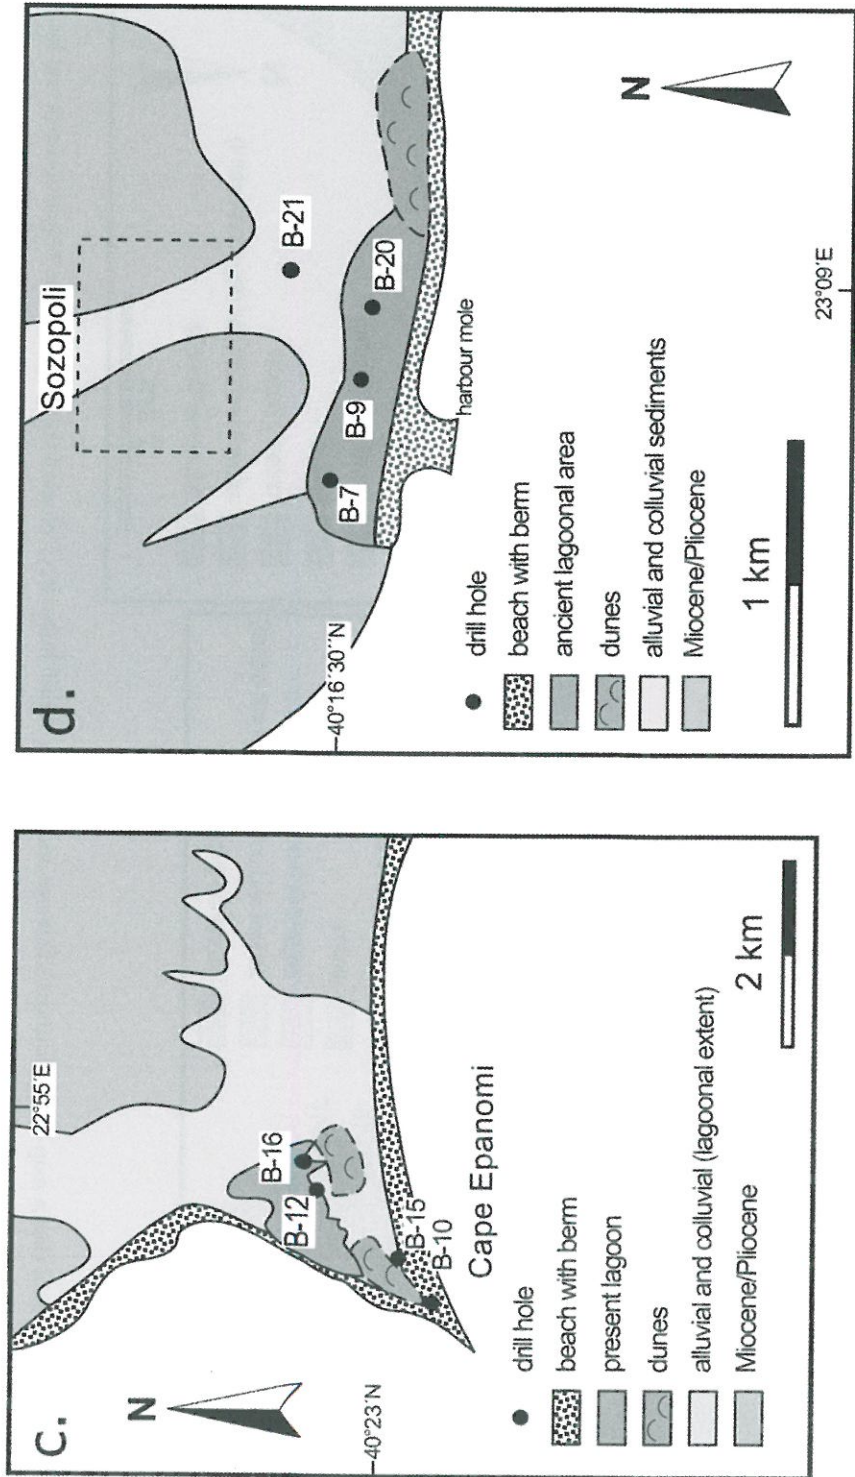 c.
N
22°55´E
40°23´N
B-16
B-12
B-15
B-10
Cape Epanomi
drill hole
beach with berm
present lagoon
dunes
alluvial and colluvial (lagoonal extent)
Miocene/Pliocene
2 km
d.
Sozopoli
B-21
B-20
B-9
B-7
harbour mole
N
40°16´30´´N
23°09´E
drill hole
beach with berm
ancient lagoonal area
dunes
alluvial and colluvial sediments
Miocene/Pliocene
1 km